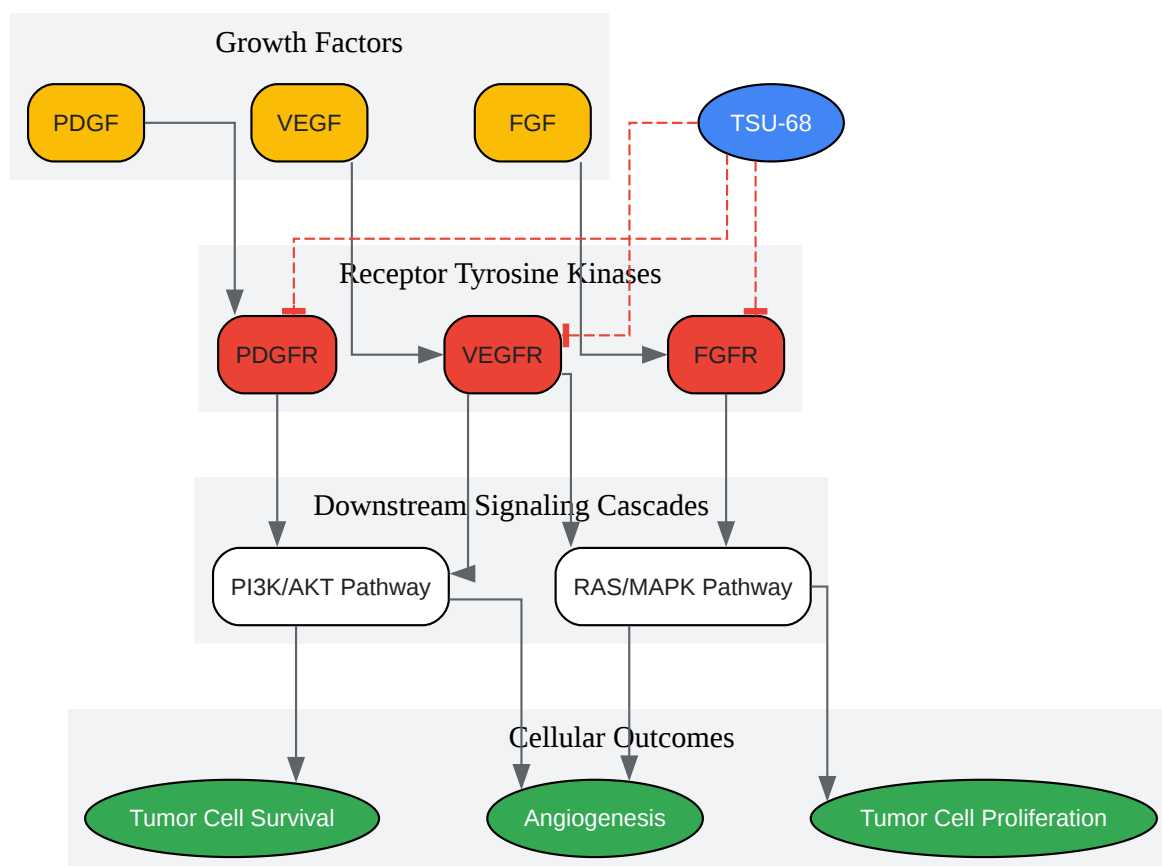 Growth Factors
PDGF
VEGF
FGF
TSU-68
Receptor Tyrosine Kinases
PDGFR
VEGFR
FGFR
Downstream Signaling Cascades
PI3K/AKT Pathway
RAS/MAPK Pathway
Cellular Outcomes
Tumor Cell Survival
Angiogenesis
Tumor Cell Proliferation